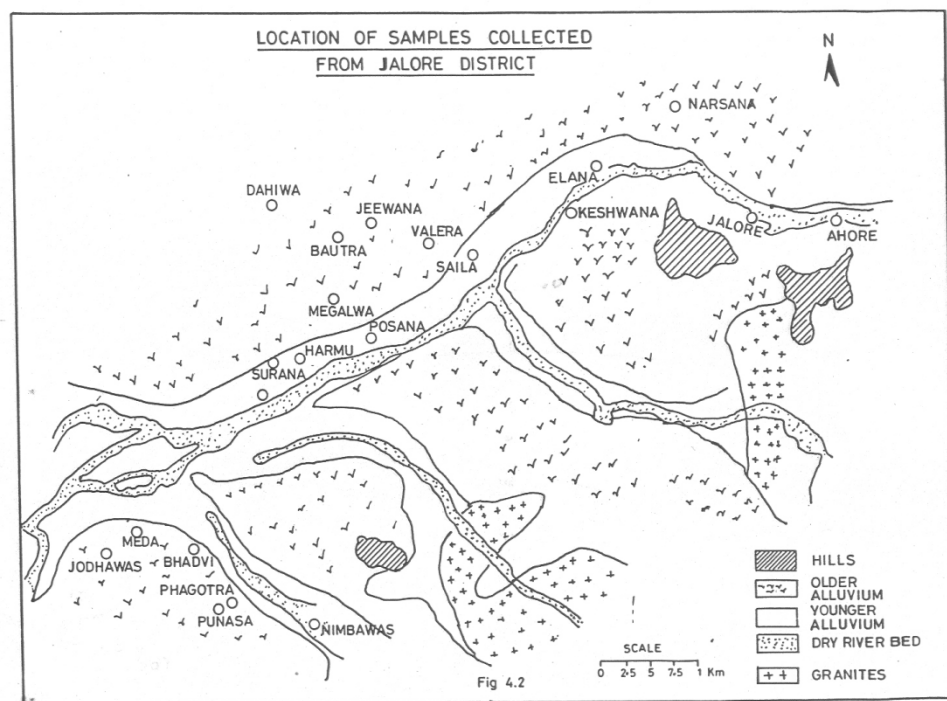 LOCATION OF SAMPLES COLLECTED
FROM JALORE DISTRICT
N
NARSANA
ELANA
DAHIWA
JEEWANA
KESHWANA
JALORE
AHORE
VALERA
BAUTRA
SAILA
MEGALWA
POSANA
HARMU
SURANA
MEDA
JODHAWAS
BHADVI
PHAGOTRA
PUNASA
NIMBAWAS
HILLS
OLDER
ALLUVIUM
YOUNGER
ALLUVIUM
DRY RIVER BED
GRANITES
SCALE
0 2·5 5 7·5 1 Km
Fig 4.2